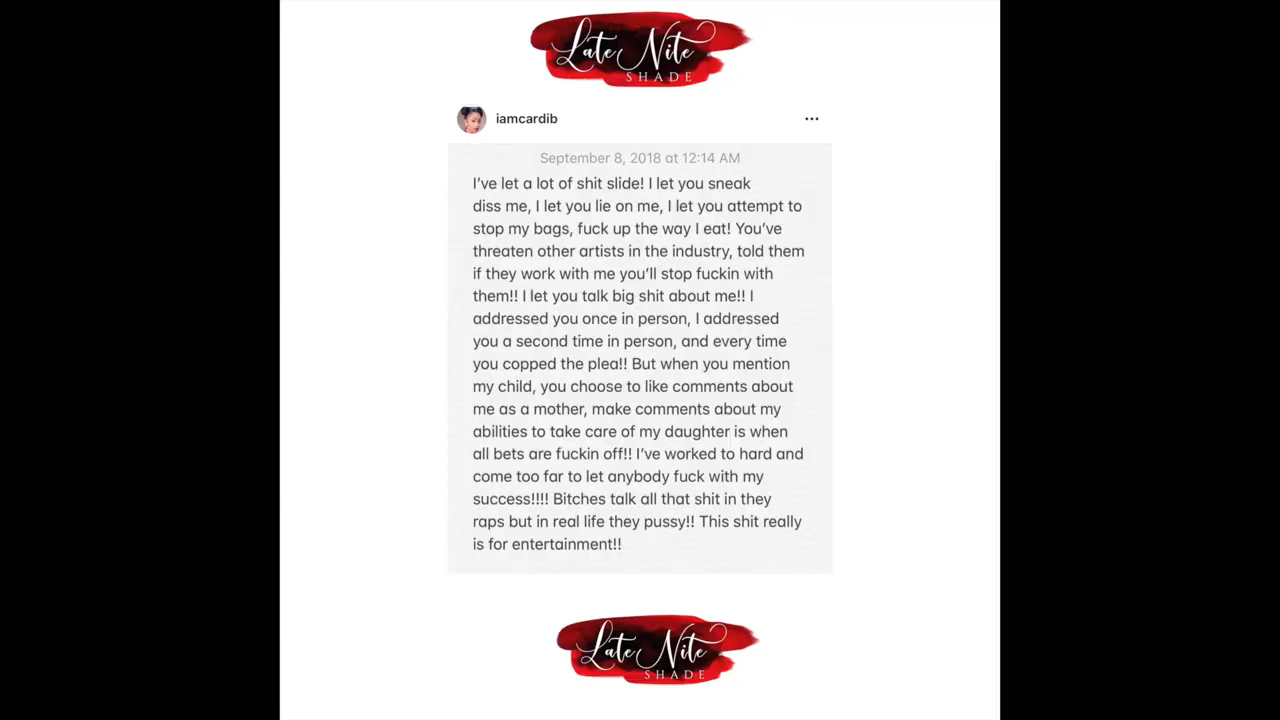 Late Nite
SHADE
iamcardib
September 8, 2018 at 12:14 AM
I've let a lot of shit slide! I let you sneak
diss me, I let you lie on me, I let you attempt to
stop my bags, fuck up the way I eat! You've
threaten other artists in the industry, told them
if they work with me you'll stop fuckin with
them!! I let you talk big shit about me!! I
addressed you once in person, I addressed
you a second time in person, and every time
you copped the plea!! But when you mention
my child, you choose to like comments about
me as a mother, make comments about my
abilities to take care of my daughter is when
all bets are fuckin off!! I've worked to hard and
come too far to let anybody fuck with my
success!!!! Bitches talk all that shit in they
raps but in real life they pussy!! This shit really
is for entertainment!!
Late Nite
SHADE